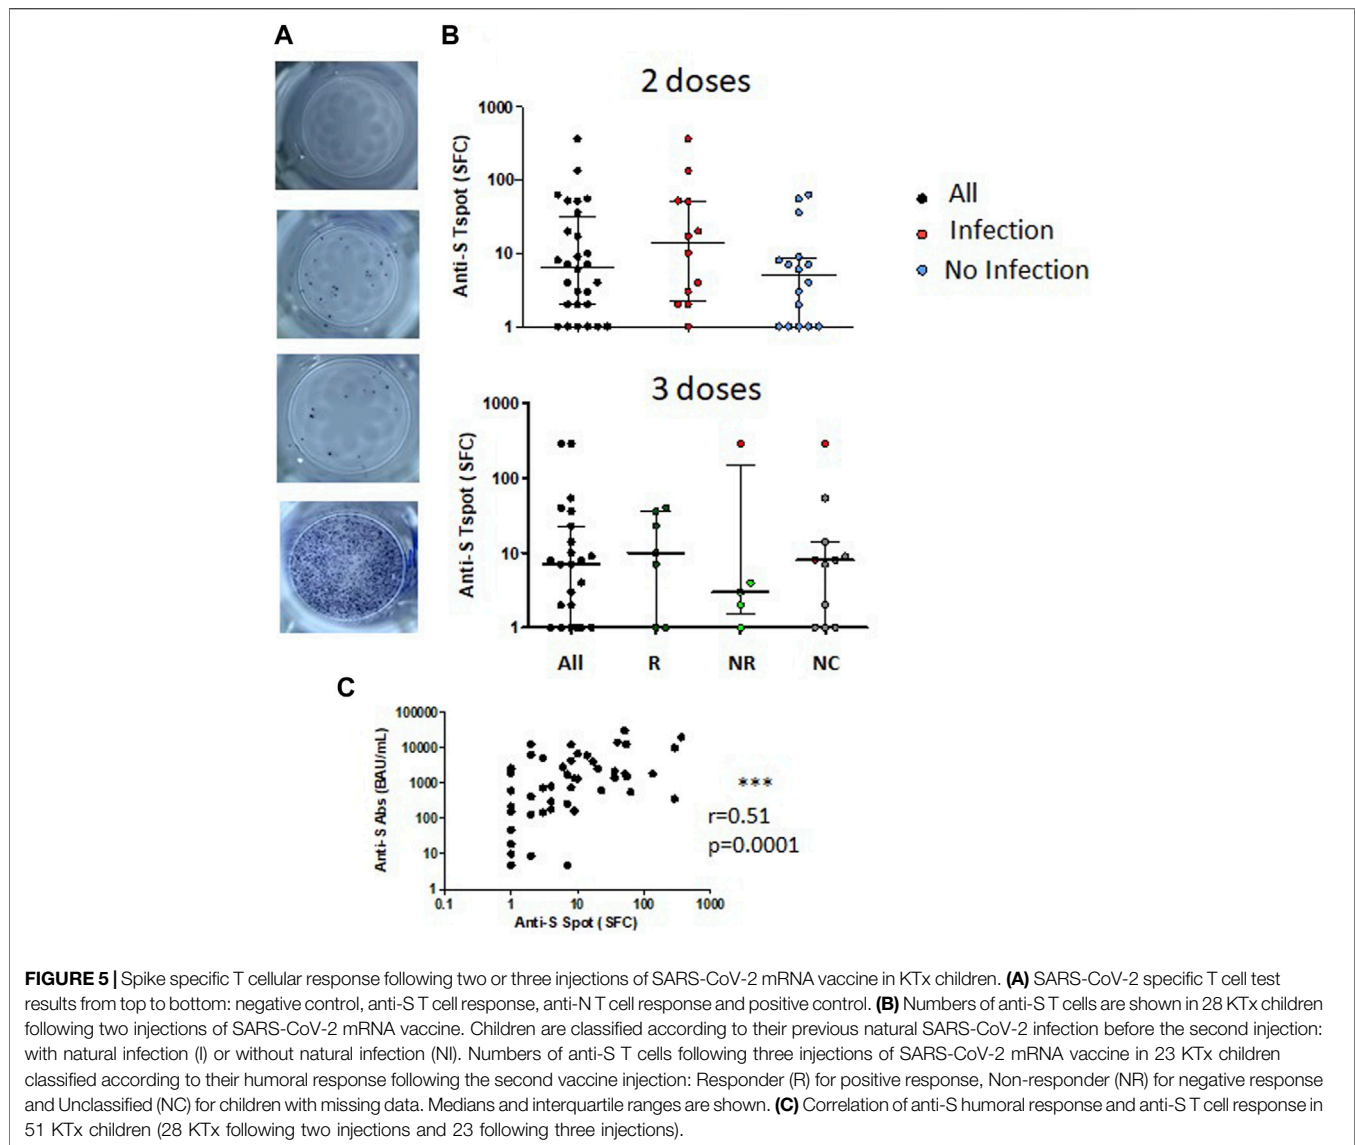 A
B
2 doses
Anti-S Tspot (SFC)
1000
100
10
1
All
Infection
No Infection
3 doses
Anti-S Tspot (SFC)
1000
100
10
1
All R NR NC
C
Anti-S Abs (BAU/mL)
100000
10000
1000
100
10
1
0.1 1 10 100 1000
Anti-S Spot (SFC)
***
r=0.51
p=0.0001
FIGURE 5 | Spike specific T cellular response following two or three injections of SARS-CoV-2 mRNA vaccine in KTx children. (A) SARS-CoV-2 specific T cell test
results from top to bottom: negative control, anti-S T cell response, anti-N T cell response and positive control. (B) Numbers of anti-S T cells are shown in 28 KTx children
following two injections of SARS-CoV-2 mRNA vaccine. Children are classified according to their previous natural SARS-CoV-2 infection before the second injection:
with natural infection (I) or without natural infection (NI). Numbers of anti-S T cells following three injections of SARS-CoV-2 mRNA vaccine in 23 KTx children
classified according to their humoral response following the second vaccine injection: Responder (R) for positive response, Non-responder (NR) for negative response
and Unclassified (NC) for children with missing data. Medians and interquartile ranges are shown. (C) Correlation of anti-S humoral response and anti-S T cell response in
51 KTx children (28 KTx following two injections and 23 following three injections).